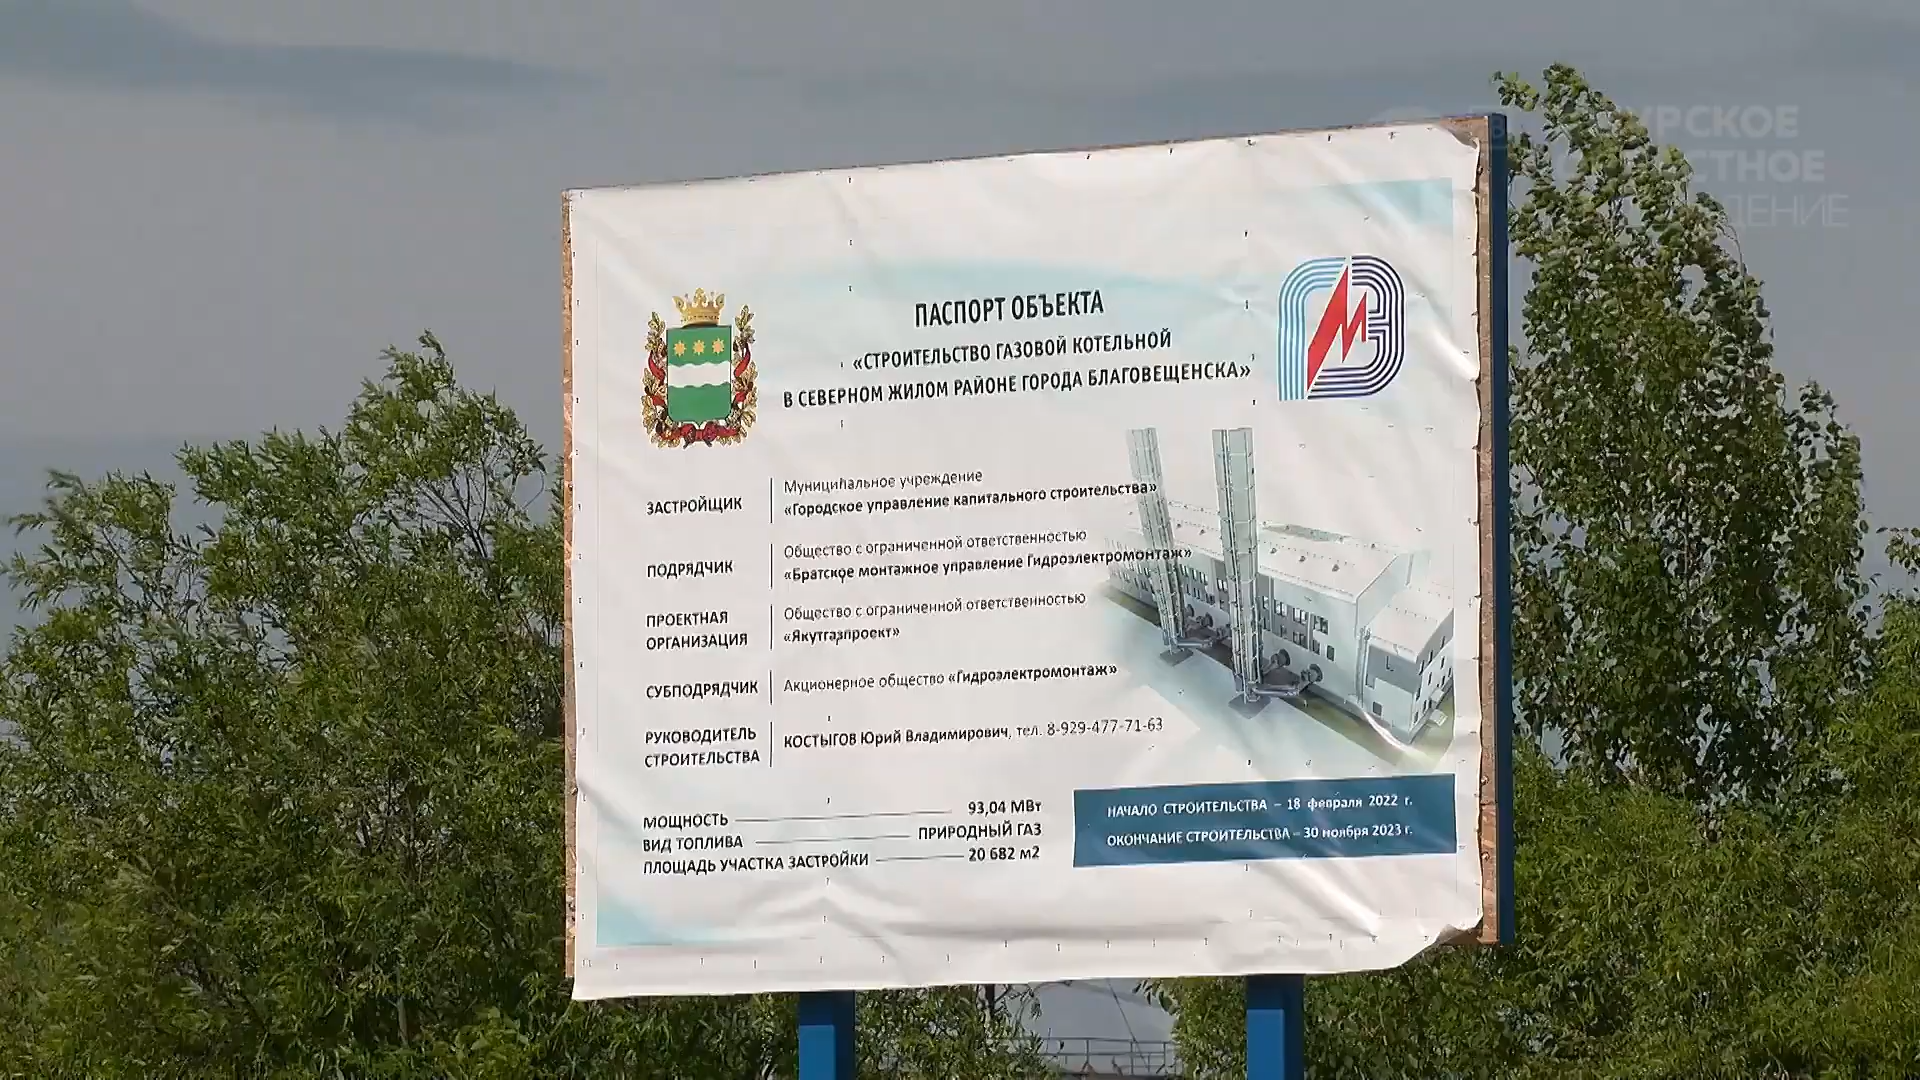 ПАСПОРТ ОБЪЕКТА
«СТРОИТЕЛЬСТВО ГАЗОВОЙ КОТЕЛЬНОЙ
В СЕВЕРНОМ ЖИЛОМ РАЙОНЕ ГОРОДА БЛАГОВЕЩЕНСКА»
ЗАСТРОЙЩИК
Муниципальное учреждение
«Городское управление капитального строительства»
ПОДРЯДЧИК
Общество с ограниченной ответственностью
«Братское монтажное управление Гидроэлектромонтаж»
ПРОЕКТНАЯ
ОРГАНИЗАЦИЯ
Общество с ограниченной ответственностью
«Якутгазпроект»
СУБПОДРЯДЧИК
Акционерное общество «Гидроэлектромонтаж»
РУКОВОДИТЕЛЬ
СТРОИТЕЛЬСТВА
КОСТЫГОВ Юрий Владимирович, тел. 8-929-477-71-63
МОЩНОСТЬ 93,04 МВт
ВИД ТОПЛИВА ПРИРОДНЫЙ ГАЗ
ПЛОЩАДЬ УЧАСТКА ЗАСТРОЙКИ 20 682 м2
НАЧАЛО СТРОИТЕЛЬСТВА – 18 февраля 2022 г.
ОКОНЧАНИЕ СТРОИТЕЛЬСТВА – 30 ноября 2023 г.